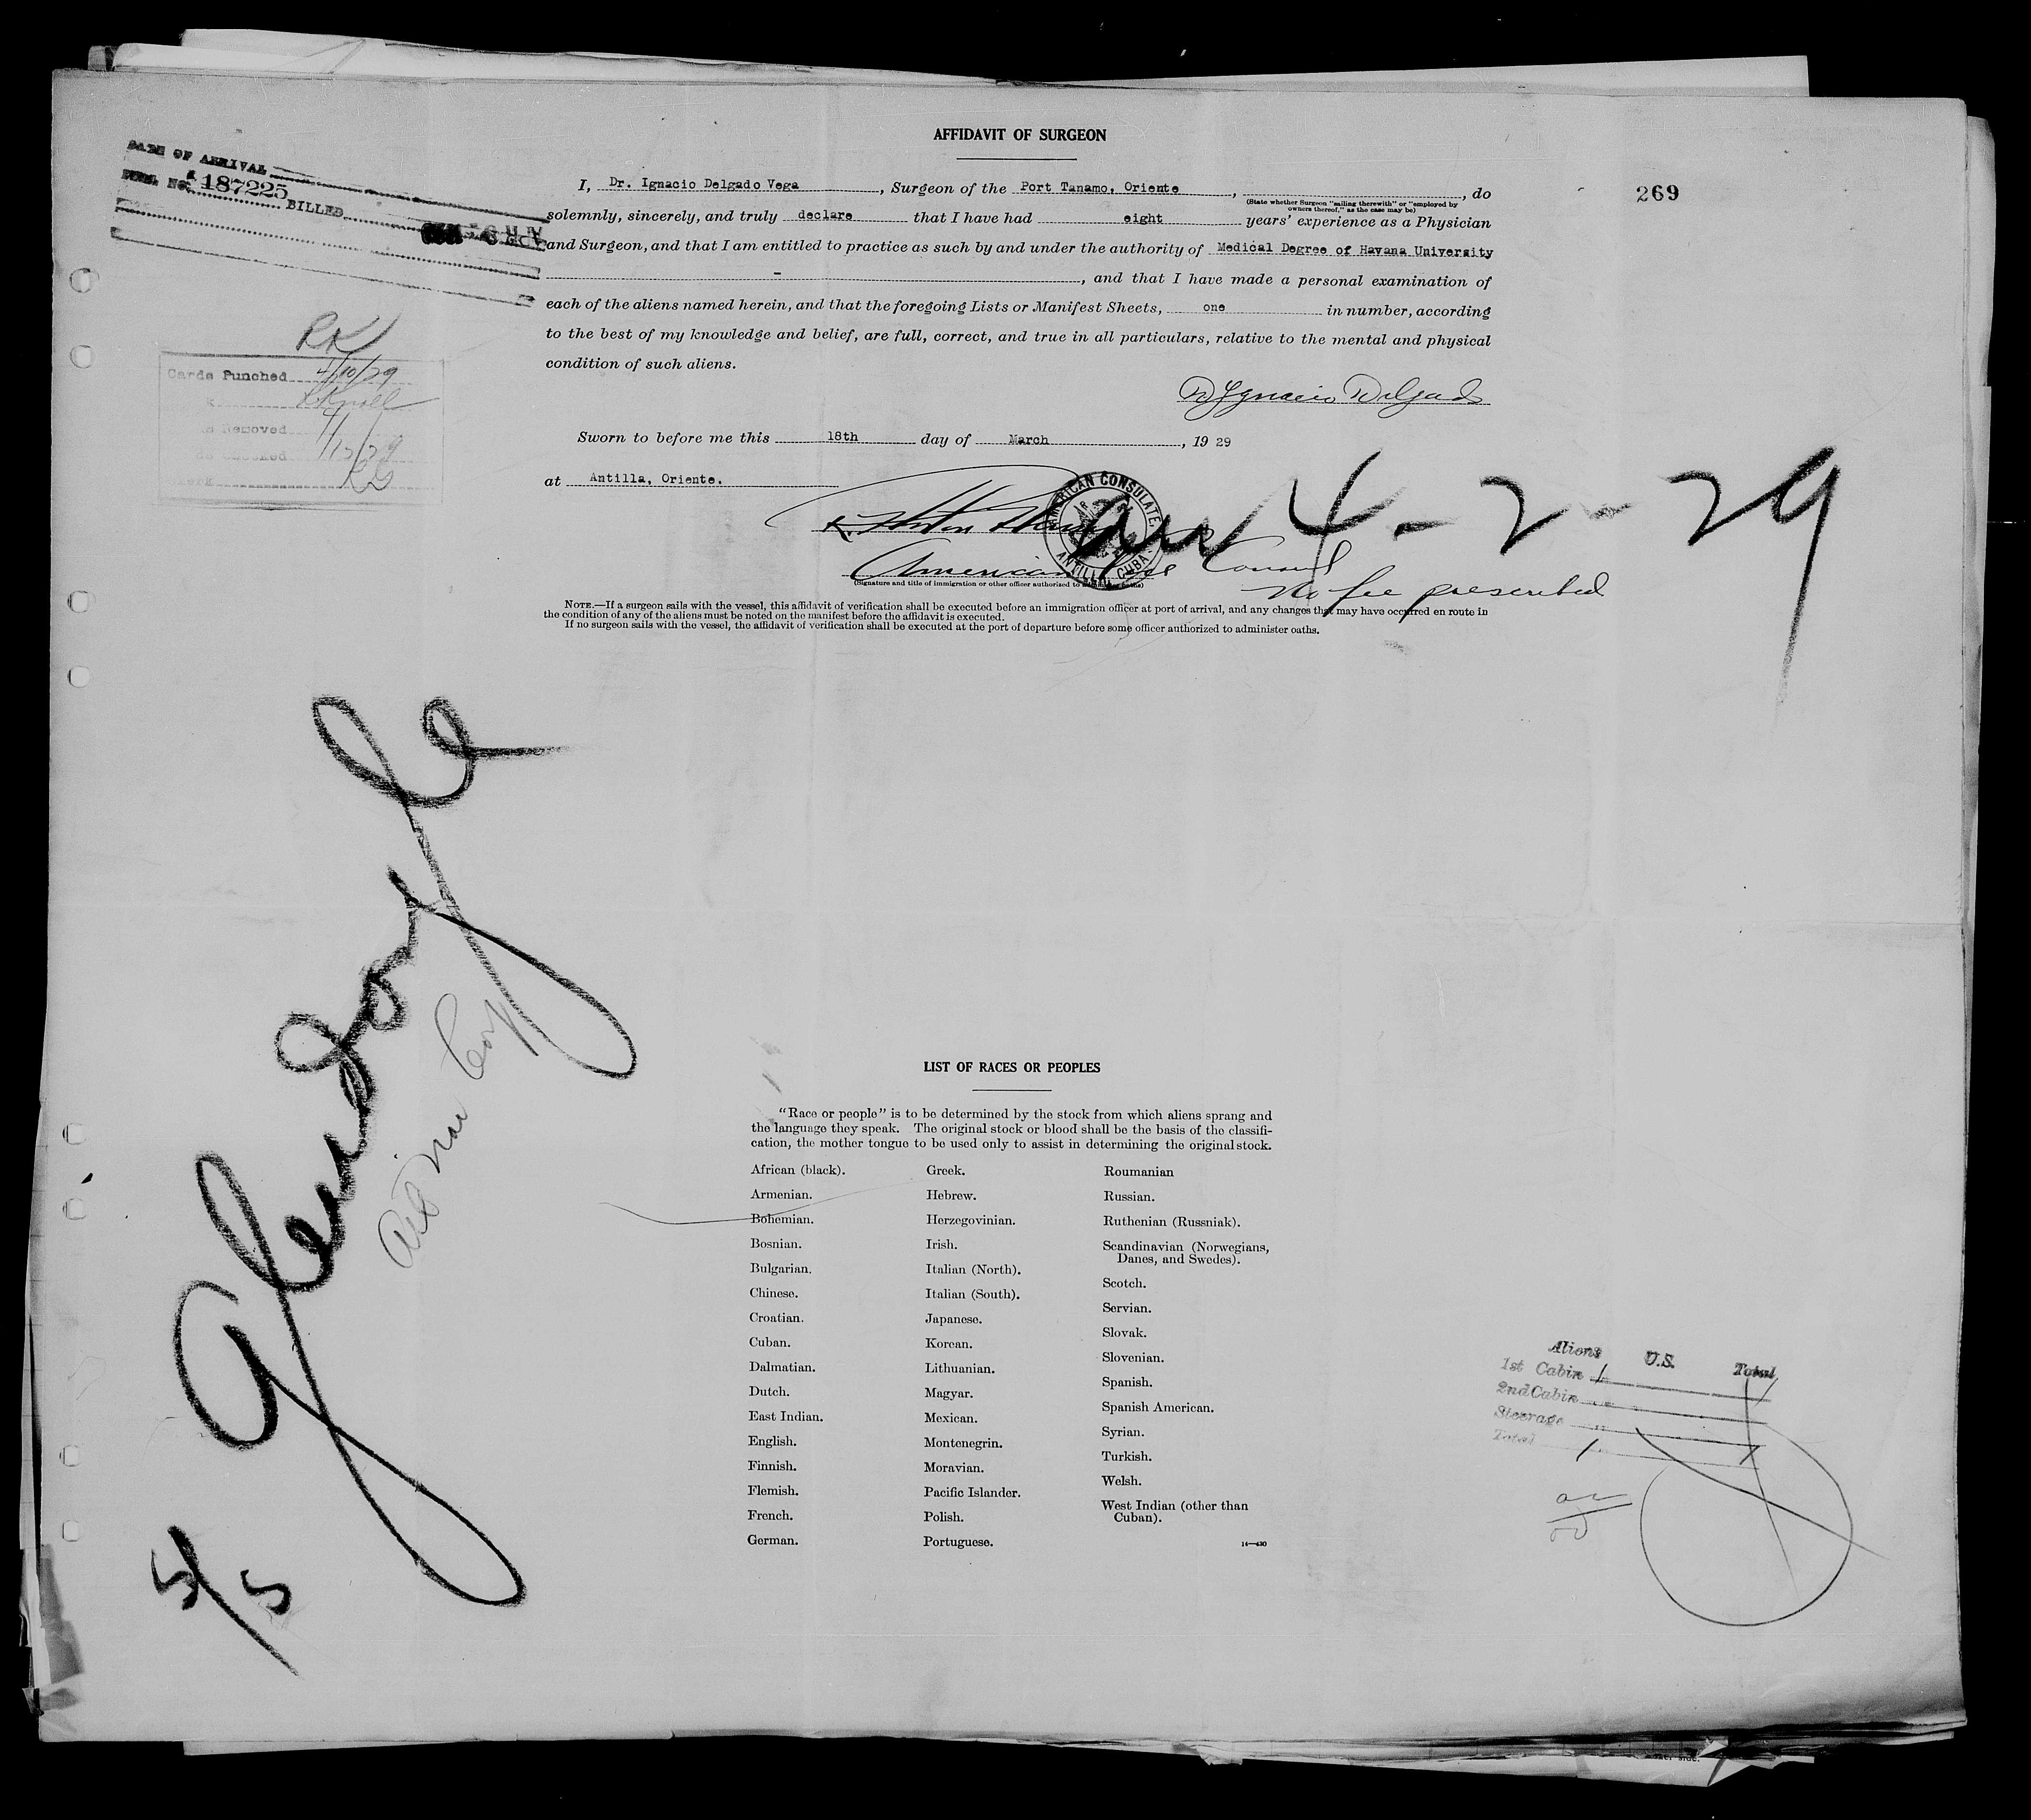 AFFIDAVIT OF SURGEON
269
DATE OF ARRIVAL
187225
BILLED
I, Dr. Ignacio Delgado Vega, Surgeon of the Port Tanamo, Oriente, , do
(State whether Surgeon "sailing therewith" or "employed by
owners thereof," as the case may be)
solemnly, sincerely, and truly declare that I have had eight years' experience as a Physician
and Surgeon, and that I am entitled to practice as such by and under the authority of Medical Degree of Havana University
, and that I have made a personal examination of
each of the aliens named herein, and that the foregoing Lists or Manifest Sheets, one in number, according
to the best of my knowledge and belief, are full, correct, and true in all particulars, relative to the mental and physical
condition of such aliens.
RK
Cards Punched 4/10/29
Removed
Dr Ignacio Delgado
Sworn to before me this 18th day of March, 19 29
at Antilla, Oriente.
AMERICAN CONSULATE,
ANTILLA, CUBA.
4-2-29
American Vice Consul
No fee prescribed
(Signature and title of immigration or other officer authorized to administer oaths)
NOTE.—If a surgeon sails with the vessel, this affidavit of verification shall be executed before an immigration officer at port of arrival, and any changes that may have occurred en route in
the condition of any of the aliens must be noted on the manifest before the affidavit is executed.
If no surgeon sails with the vessel, the affidavit of verification shall be executed at the port of departure before some officer authorized to administer oaths.
Glendoyle
5/5
LIST OF RACES OR PEOPLES
"Race or people" is to be determined by the stock from which aliens sprang and
the language they speak. The original stock or blood shall be the basis of the classifi-
cation, the mother tongue to be used only to assist in determining the original stock.
African (black).
Armenian.
Bohemian.
Bosnian.
Bulgarian.
Chinese.
Croatian.
Cuban.
Dalmatian.
Dutch.
East Indian.
English.
Finnish.
Flemish.
French.
German.
Greek.
Hebrew.
Herzegovinian.
Irish.
Italian (North).
Italian (South).
Japanese.
Korean.
Lithuanian.
Magyar.
Mexican.
Montenegrin.
Moravian.
Pacific Islander.
Polish.
Portuguese.
Roumanian
Russian.
Ruthenian (Russniak).
Scandinavian (Norwegians,
Danes, and Swedes).
Scotch.
Servian.
Slovak.
Slovenian.
Spanish.
Spanish American.
Syrian.
Turkish.
Welsh.
West Indian (other than
Cuban).
14—430
Aliens U.S. Total
1st Cabin 1 1
2nd Cabin
Steerage
Total 1 1